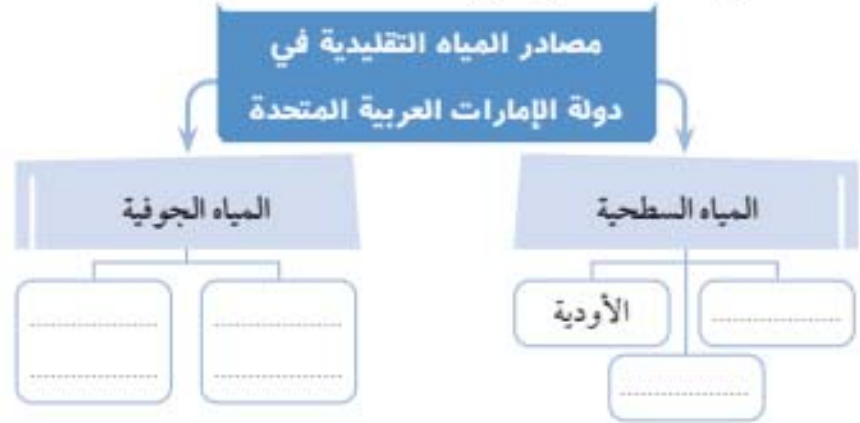 مصادر المياه التقليدية في
دولة الإمارات العربية المتحدة
المياه السطحية
المياه الجوفية
الأودية